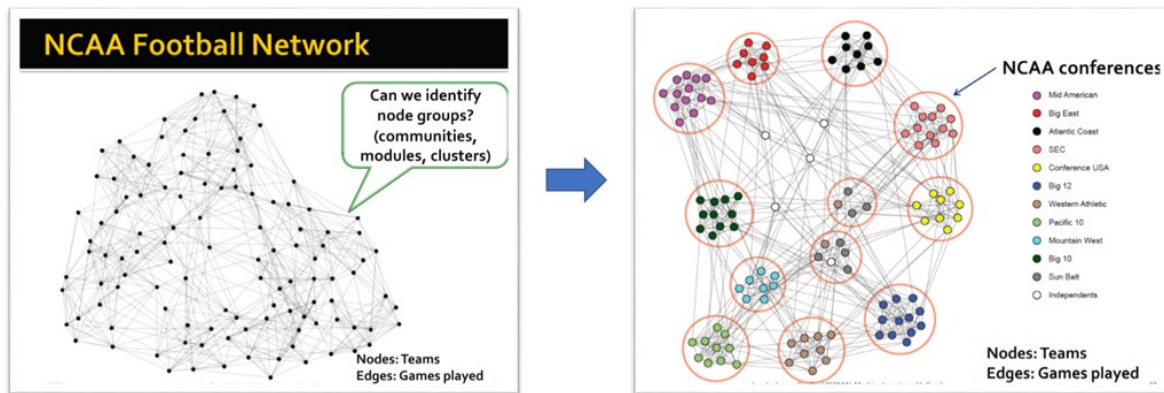 NCAA Football Network
Can we identify
node groups?
(communities,
modules, clusters)
Nodes: Teams
Edges: Games played
NCAA conferences
Mid American
Big East
Atlantic Coast
SEC
Conference USA
Big 12
Western Athletic
Pacific 10
Mountain West
Big 10
Sun Belt
Independents
Nodes: Teams
Edges: Games played